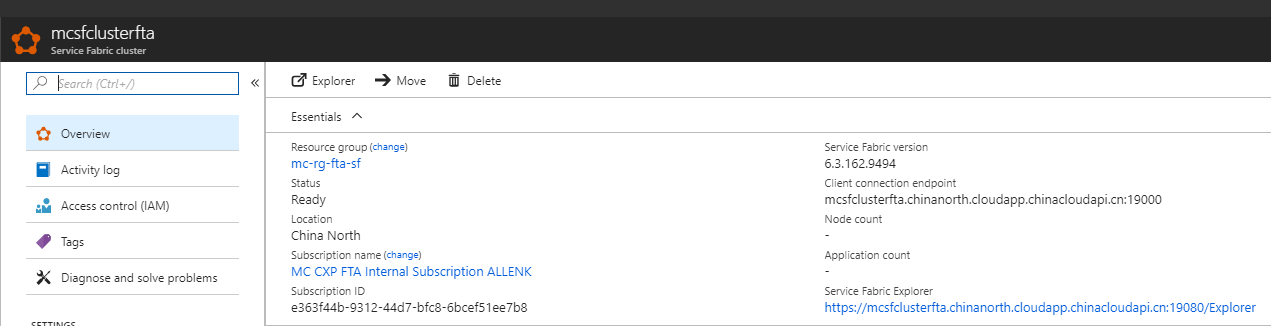 mcsfclusterfta
Service Fabric cluster
Search (Ctrl+/)
«
Overview
Activity log
Access control (IAM)
Tags
Diagnose and solve problems
SETTINGS
Explorer
Move
Delete
Essentials
Resource group (change)
mc-rg-fta-sf
Status
Ready
Location
China North
Subscription name (change)
MC CXP FTA Internal Subscription ALLENK
Subscription ID
e363f44b-9312-44d7-bfc8-6bcef51ee7b8
Service Fabric version
6.3.162.9494
Client connection endpoint
mcsfclusterfta.chinanorth.cloudapp.chinacloudapi.cn:19000
Node count
-
Application count
-
Service Fabric Explorer
https://mcsfclusterfta.chinanorth.cloudapp.chinacloudapi.cn:19080/Explorer